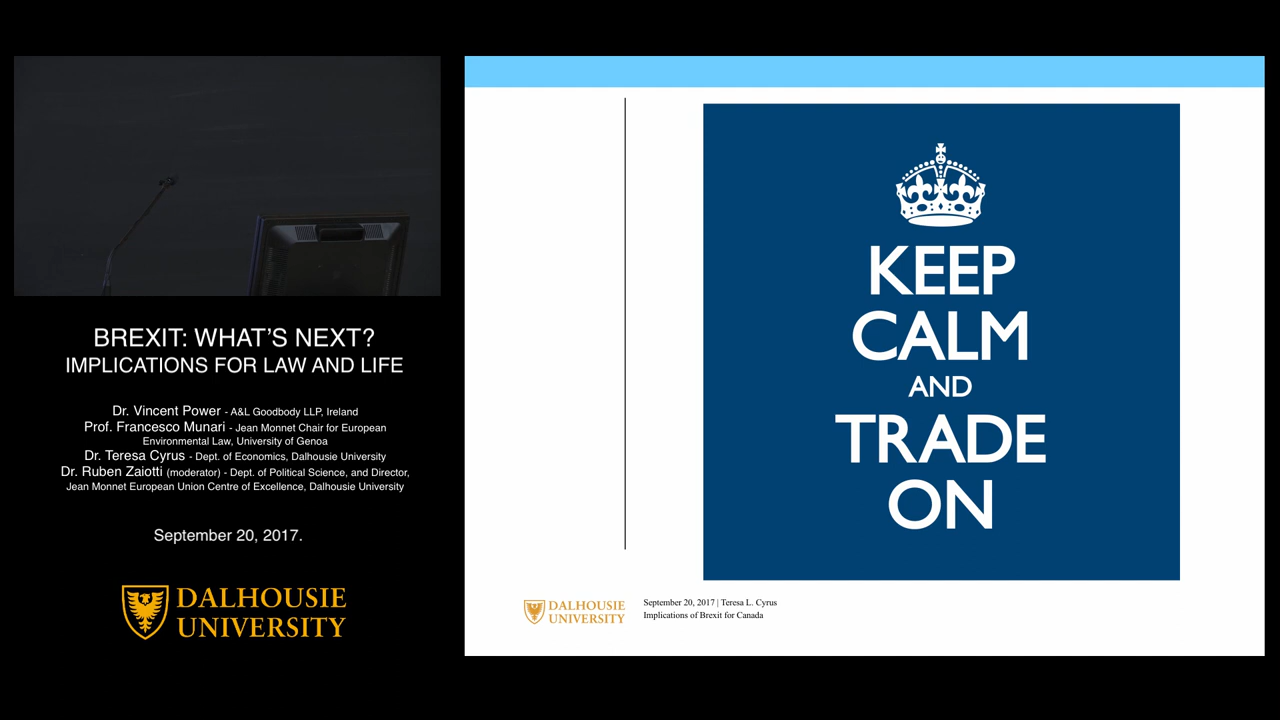 BREXIT: WHAT'S NEXT?
IMPLICATIONS FOR LAW AND LIFE
Dr. Vincent Power - A&L Goodbody LLP, Ireland
Prof. Francesco Munari - Jean Monnet Chair for European
Environmental Law, University of Genoa
Dr. Teresa Cyrus - Dept. of Economics, Dalhousie University
Dr. Ruben Zaiotti (moderator) - Dept. of Political Science, and Director,
Jean Monnet European Union Centre of Excellence, Dalhousie University
September 20, 2017.
DALHOUSIE
UNIVERSITY
KEEP
CALM
AND
TRADE
ON
DALHOUSIE
UNIVERSITY
September 20, 2017 | Teresa L. Cyrus
Implications of Brexit for Canada